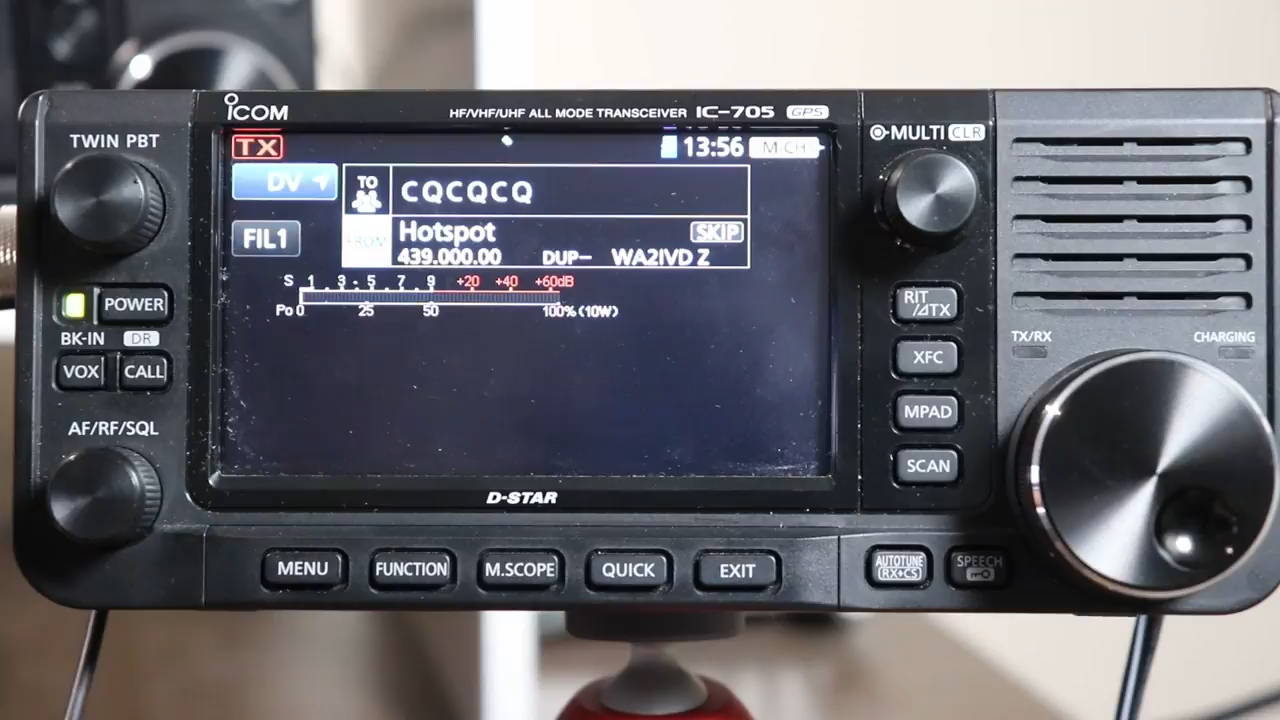 ICOM HF/VHF/UHF ALL MODE TRANSCEIVER IC-705 GPS
TWIN PBT
TX 13:56 M-CH
MULTI CLR
DV TO CQCQCQ
FIL1 FROM Hotspot SKIP
439.000.00 DUP− WA2IVD Z
S 1 . 3 - 5 . 7 . 9 +20 +40 +60dB
Po 0 25 50 100% (10W)
POWER
BK-IN DR
VOX CALL
AF/RF/SQL
RIT /⊿TX
XFC
MPAD
SCAN
TX/RX CHARGING
D-STAR
MENU FUNCTION M.SCOPE QUICK EXIT
AUTOTUNE SPEECH
RX+CS